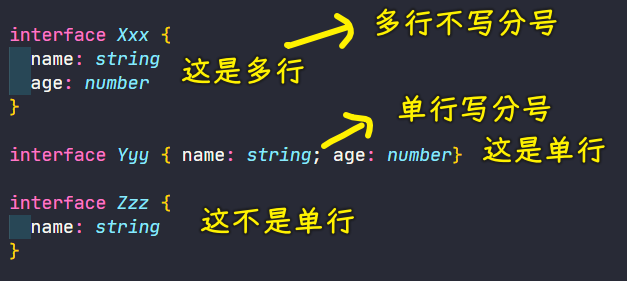 多行不写分号
interface Xxx {
name: string
这是多行
age: number
}
单行写分号
interface Yyy { name: string; age: number}
这是单行
interface Zzz {
name: string
这不是单行
}